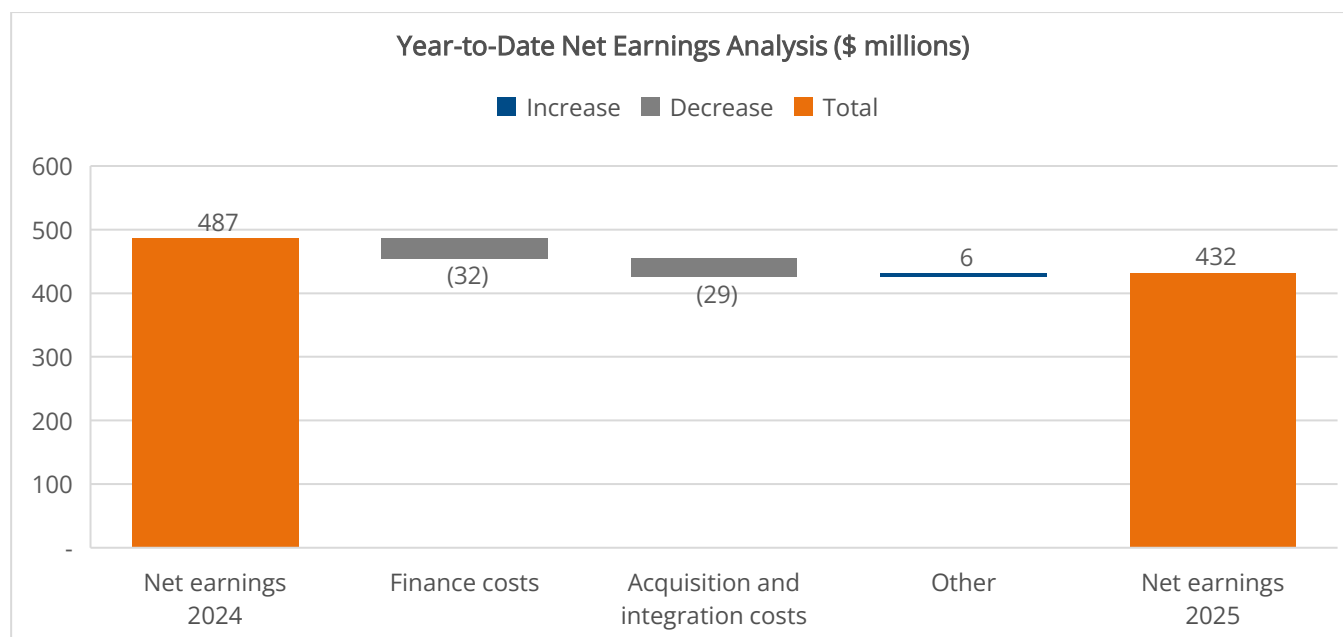 Year-to-Date Net Earnings Analysis ($ millions)
Increase Decrease Total
600
500
400
300
200
100
-
487
(32)
(29)
6
432
Net earnings
2024
Finance costs
Acquisition and
integration costs
Other
Net earnings
2025